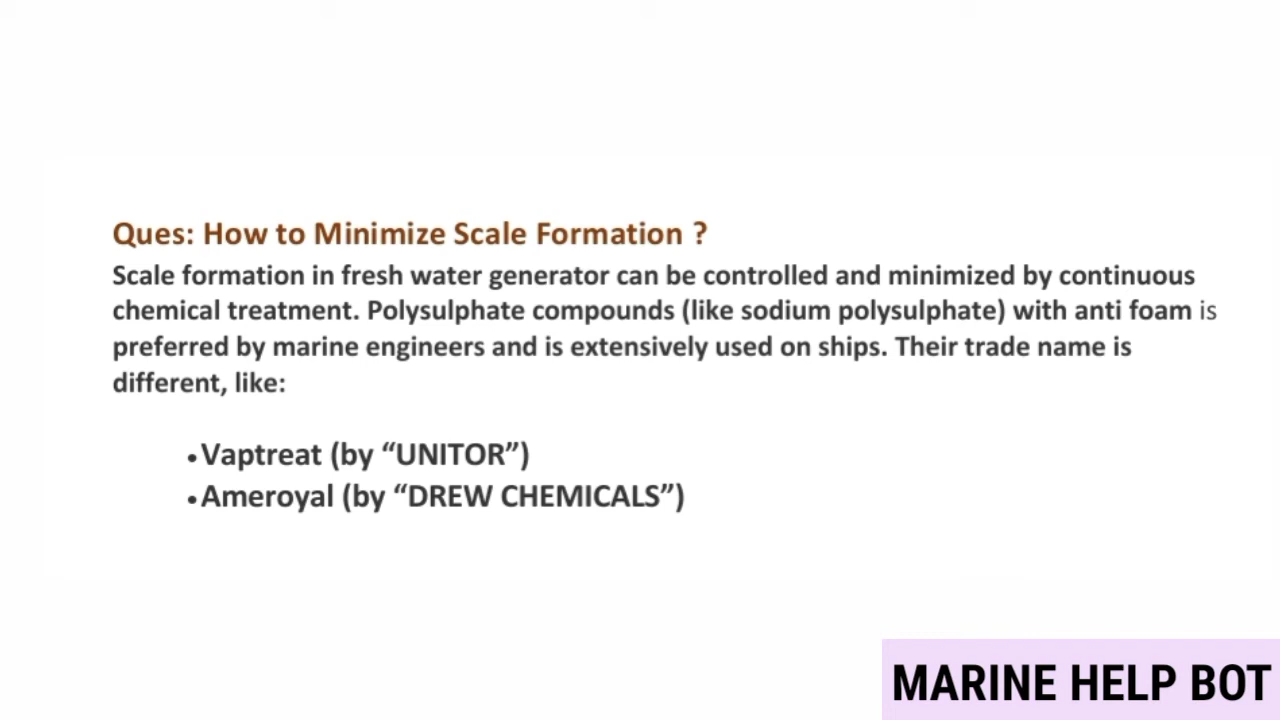 Ques: How to Minimize Scale Formation ?
Scale formation in fresh water generator can be controlled and minimized by continuous
chemical treatment. Polysulphate compounds (like sodium polysulphate) with anti foam is
preferred by marine engineers and is extensively used on ships. Their trade name is
different, like:
•Vaptreat (by “UNITOR”)
•Ameroyal (by “DREW CHEMICALS”)
MARINE HELP BOT